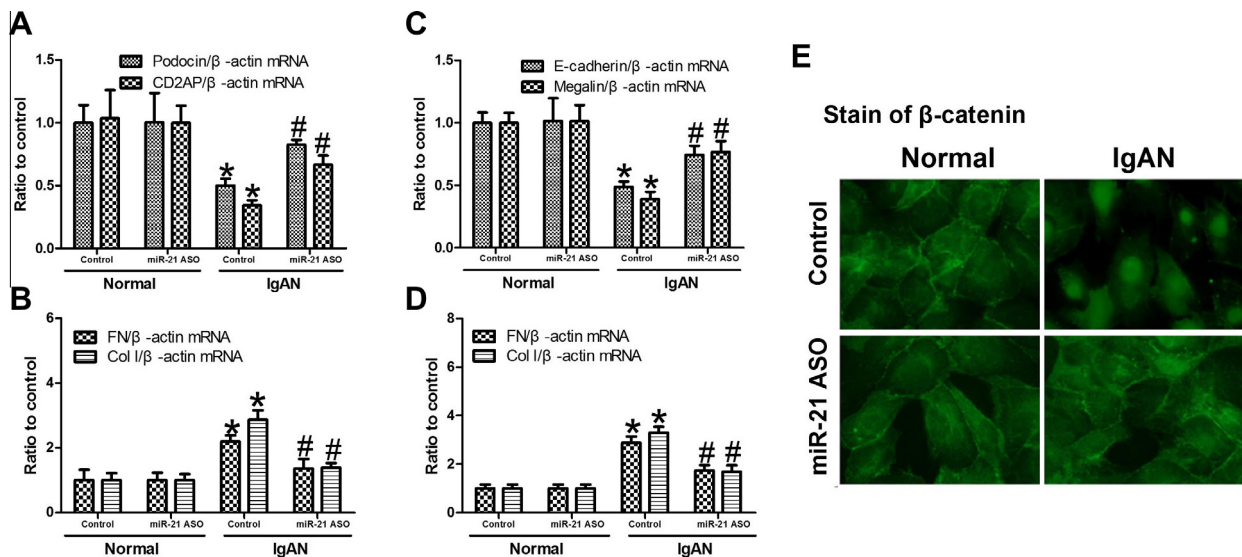 A
Podocin/β -actin mRNA
CD2AP/β -actin mRNA
Ratio to control
1.5
1.0
0.5
0.0
* * # #
Control miR-21 ASO Control miR-21 ASO
Normal IgAN
B
FN/β -actin mRNA
Col I/β -actin mRNA
Ratio to control
6
4
2
0
* * # #
Control miR-21 ASO Control miR-21 ASO
Normal IgAN
C
E-cadherin/β -actin mRNA
Megalin/β -actin mRNA
Ratio to control
1.5
1.0
0.5
0.0
* * # #
Control miR-21 ASO Control miR-21 ASO
Normal IgAN
D
FN/β -actin mRNA
Col I/β -actin mRNA
Ratio to control
8
6
4
2
0
* * # #
Control miR-21 ASO Control miR-21 ASO
Normal IgAN
E
Stain of β-catenin
Normal IgAN
Control
miR-21 ASO